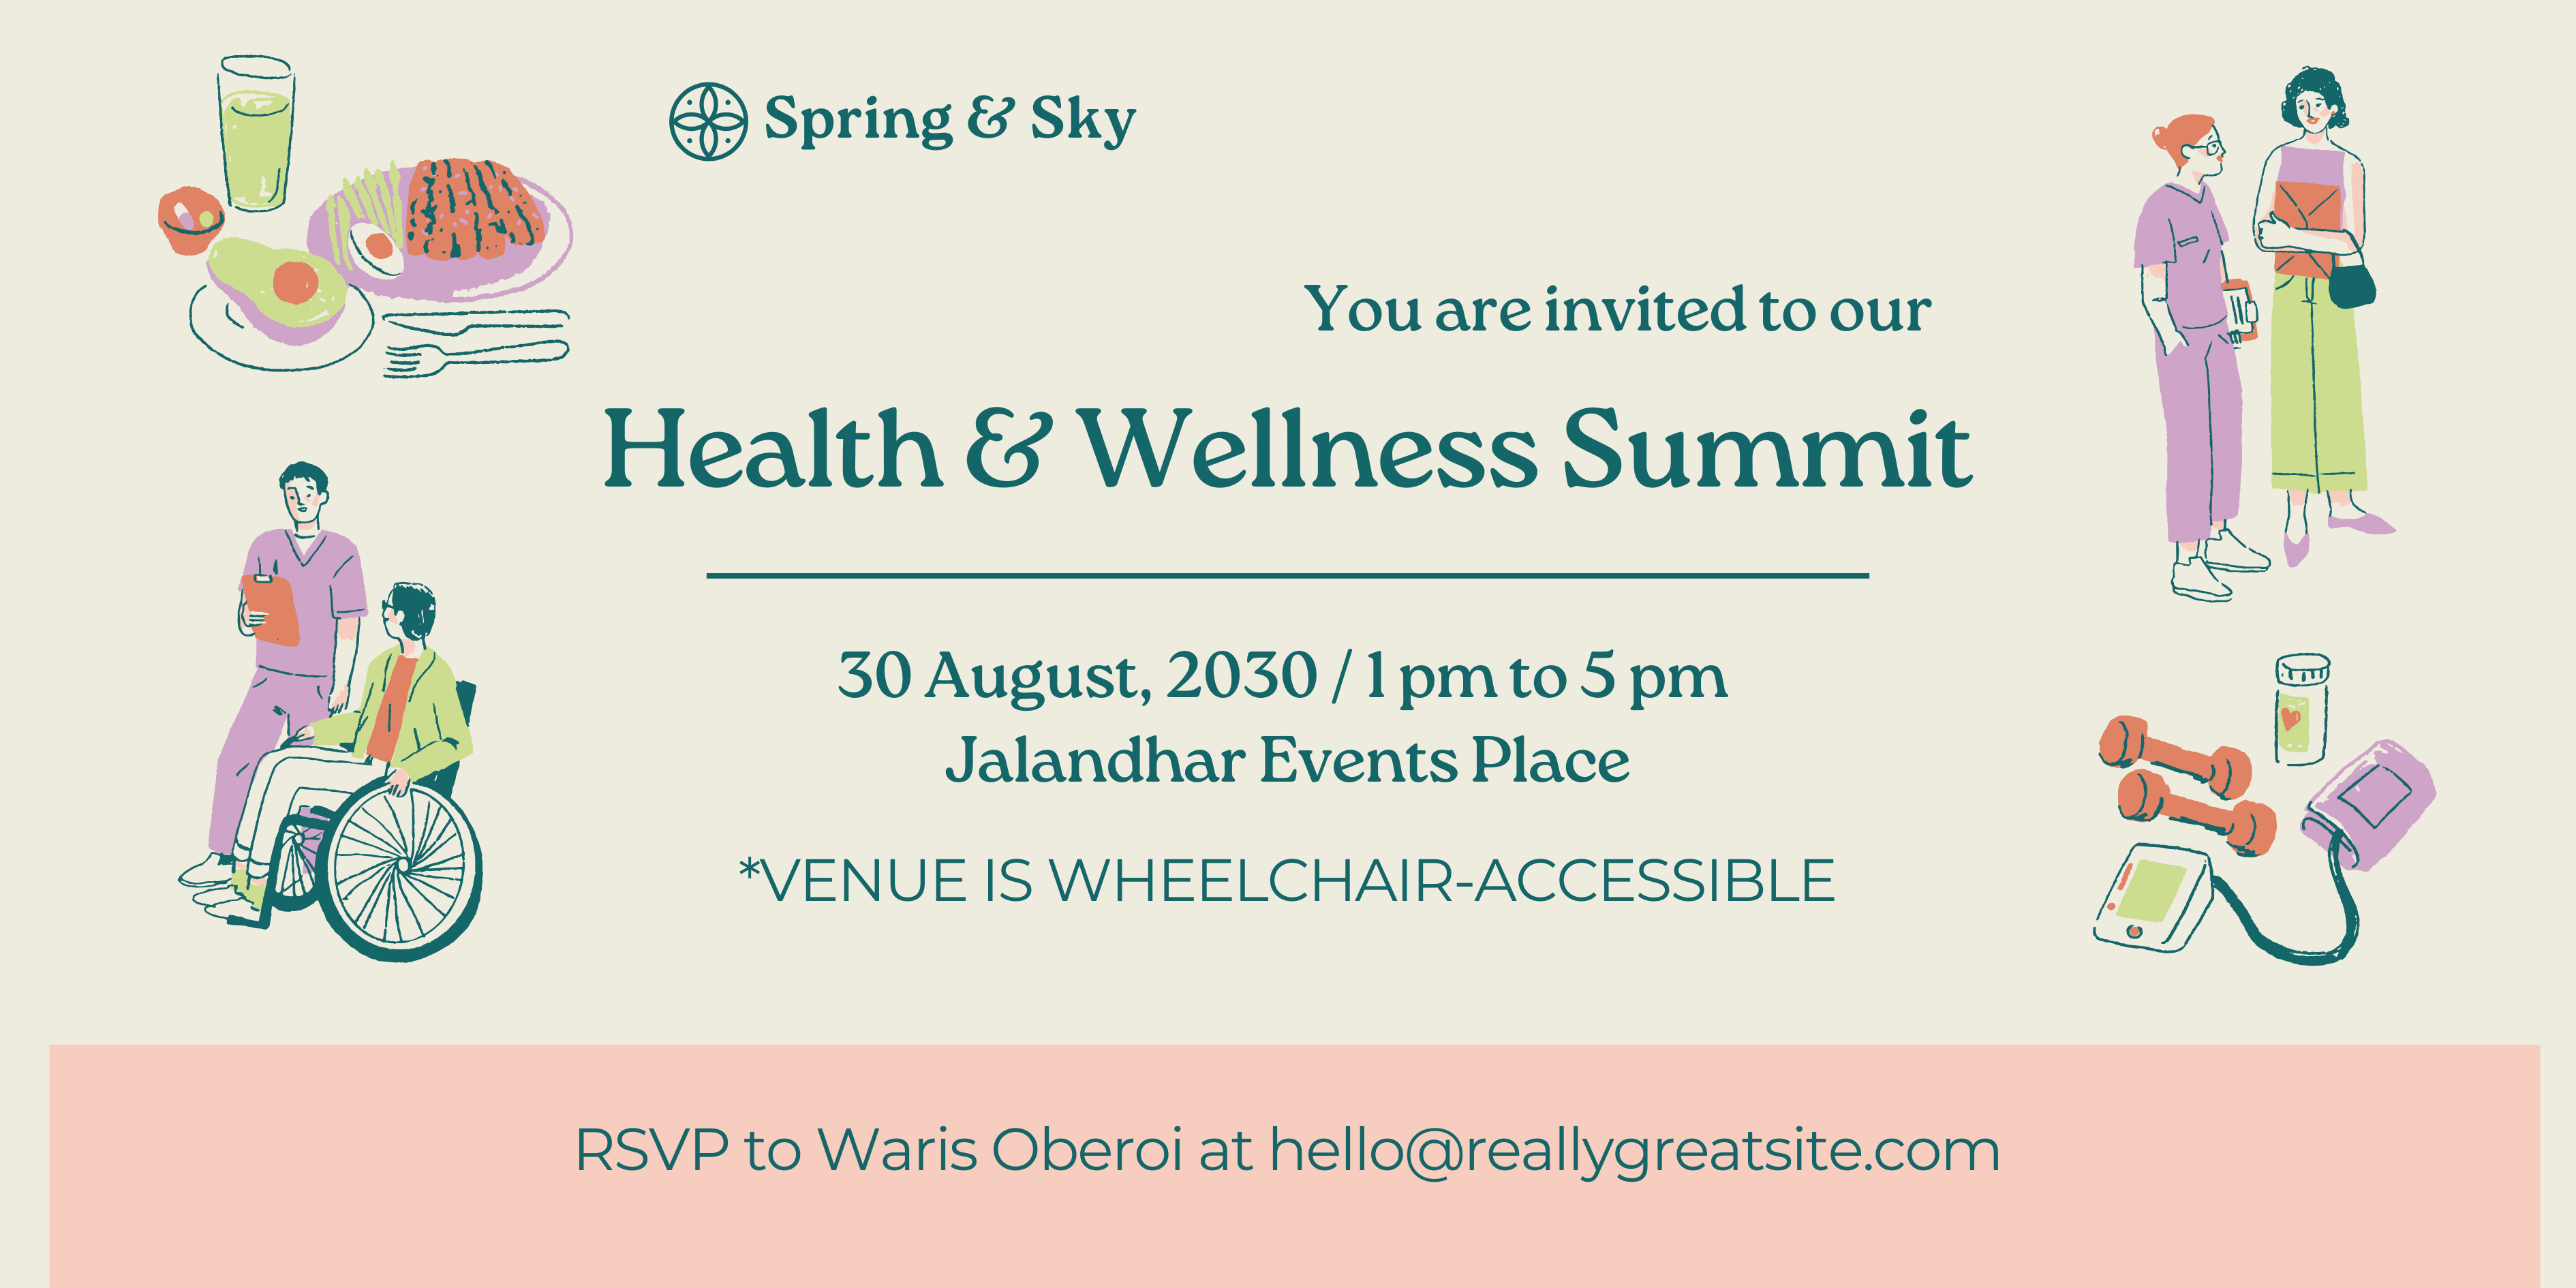 Spring & Sky
You are invited to our
Health & Wellness Summit
30 August, 2030 / 1 pm to 5 pm
Jalandhar Events Place
*VENUE IS WHEELCHAIR-ACCESSIBLE
RSVP to Waris Oberoi at hello@reallygreatsite.com